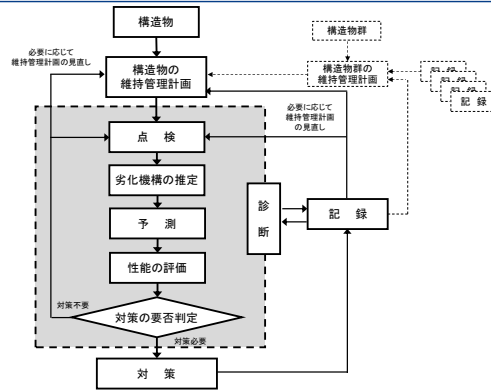 構造物
構造物群
必要に応じて
維持管理計画の見直し
構造物の
維持管理計画
構造物群の
維持管理計画
記 録
必要に応じて
維持管理計画
の見直し
点 検
劣化機構の推定
診
断
記 録
予 測
性能の評価
対策不要
対策の要否判定
対策必要
対 策